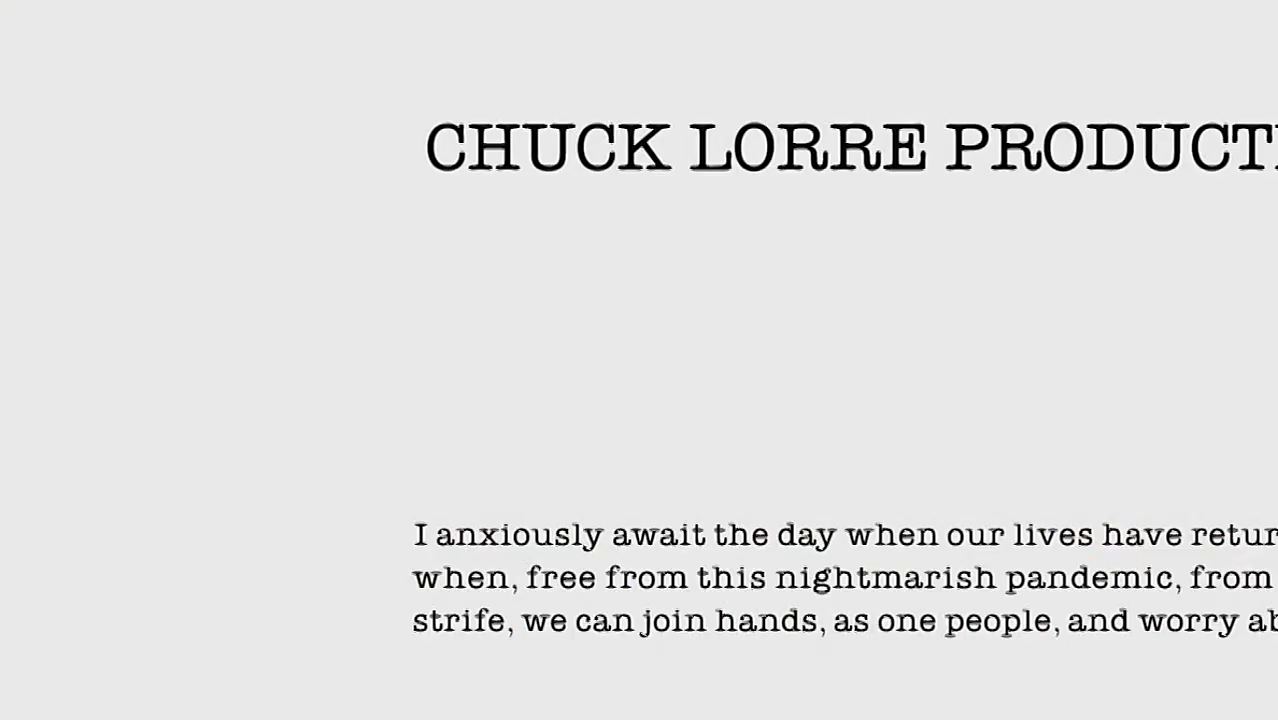 CHUCK LORRE PRODUCT
I anxiously await the day when our lives have retur
when, free from this nightmarish pandemic, from
strife, we can join hands, as one people, and worry ab